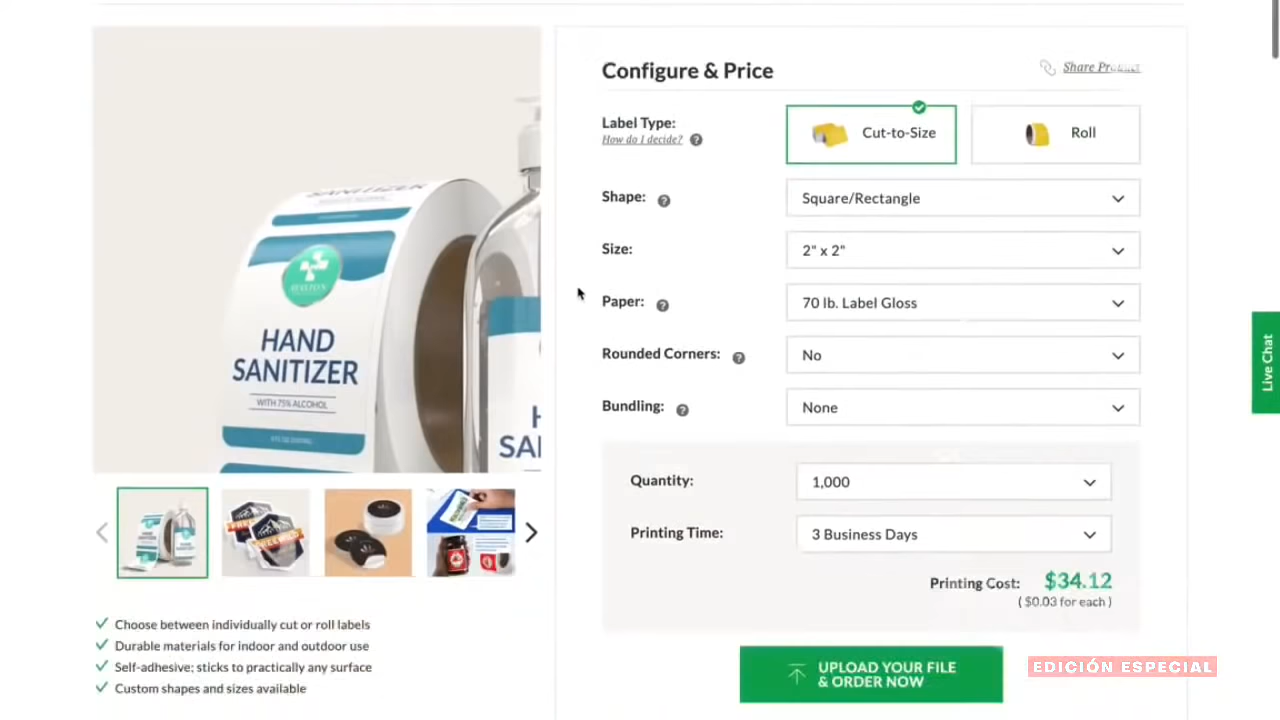 Configure & Price
Share Product
Label Type:
How do I decide?
Cut-to-Size
Roll
Shape:
Square/Rectangle
Size:
2" x 2"
Paper:
70 lb. Label Gloss
Rounded Corners:
No
Bundling:
None
Quantity:
1,000
Printing Time:
3 Business Days
Printing Cost: $34.12
( $0.03 for each )
UPLOAD YOUR FILE
& ORDER NOW
Live Chat
EDICIÓN ESPECIAL
SANITIZER
HAND
SANITIZER
WITH 75% ALCOHOL
H
SA
Choose between individually cut or roll labels
Durable materials for indoor and outdoor use
Self-adhesive; sticks to practically any surface
Custom shapes and sizes available